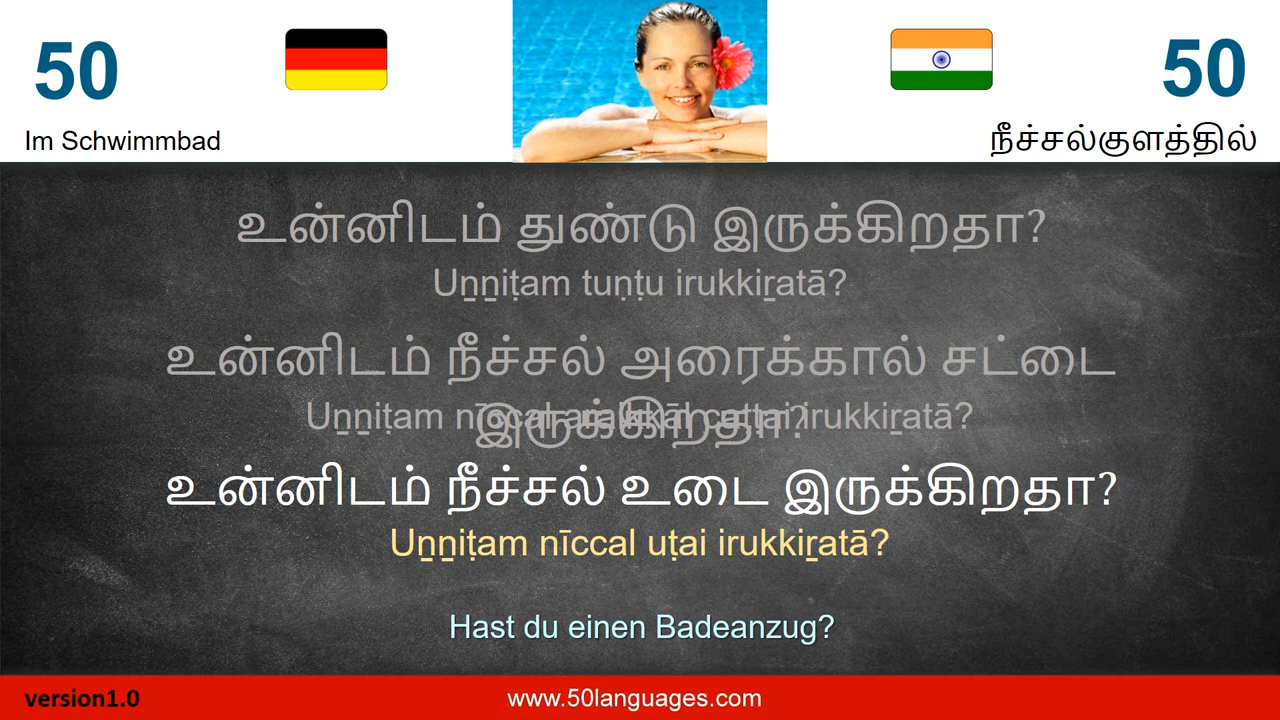 50
50
Im Schwimmbad
நீச்சல்குளத்தில்
உன்னிடம் துண்டு இருக்கிறதா?
Uṉṉiṭam tuṇṭu irukkiṟatā?
உன்னிடம் நீச்சல் அரைக்கால் சட்டை
இருக்கிறதா?
Uṉṉiṭam nīccal araikkāl caṭṭai irukkiṟatā?
உன்னிடம் நீச்சல் உடை இருக்கிறதா?
Uṉṉiṭam nīccal uṭai irukkiṟatā?
Hast du einen Badeanzug?
version1.0
www.50languages.com